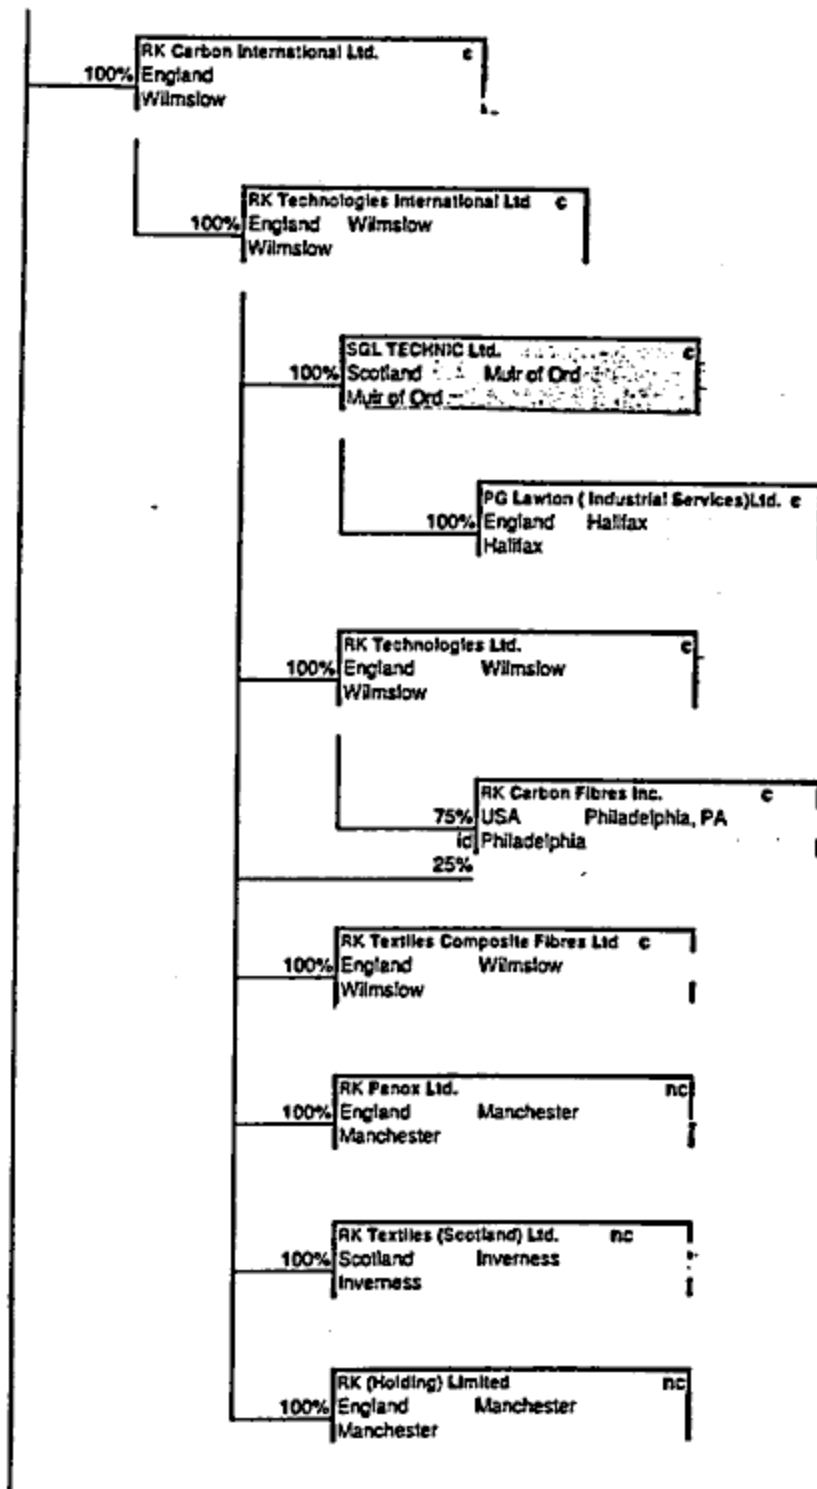 RK Carbon International Ltd. c
100% England
Wilmslow
RK Technologies International Ltd c
100% England Wilmslow
Wilmslow
SGL TECHNIC Ltd. c
100% Scotland Muir of Ord
Muir of Ord
PG Lawton ( Industrial Services)Ltd. c
100% England Halifax
Halifax
RK Technologies Ltd. c
100% England Wilmslow
Wilmslow
RK Carbon Fibres Inc. c
75% USA Philadelphia, PA
id Philadelphia
25%
RK Textiles Composite Fibres Ltd c
100% England Wilmslow
Wilmslow
RK Panox Ltd. nc
100% England Manchester
Manchester
RK Textiles (Scotland) Ltd. nc
100% Scotland Inverness
Inverness
RK (Holding) Limited nc
100% England Manchester
Manchester